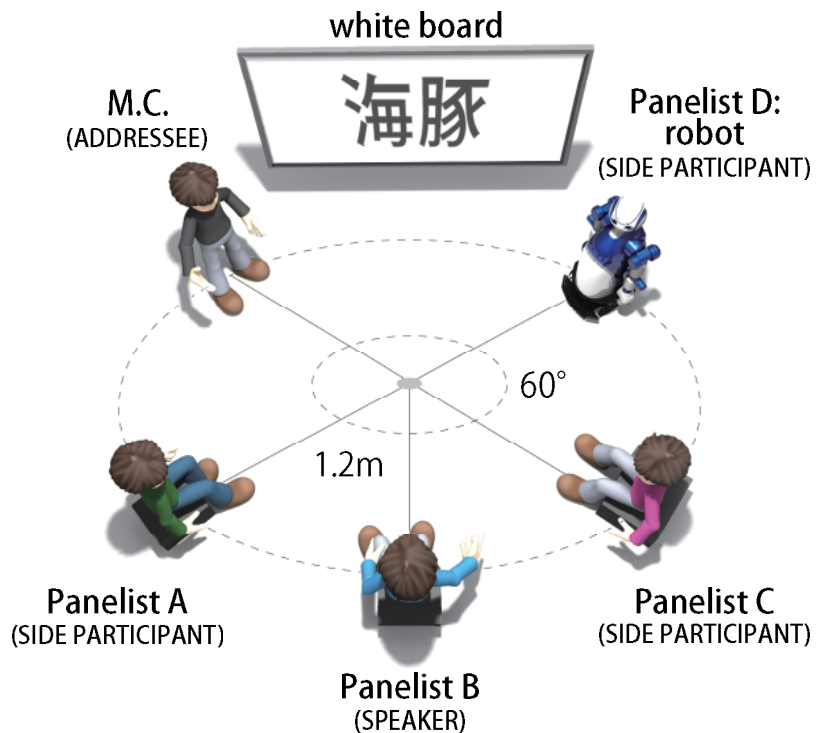 white board
海豚
M.C.
(ADDRESSEE)
Panelist D:
robot
(SIDE PARTICIPANT)
60°
1.2m
Panelist A
(SIDE PARTICIPANT)
Panelist C
(SIDE PARTICIPANT)
Panelist B
(SPEAKER)